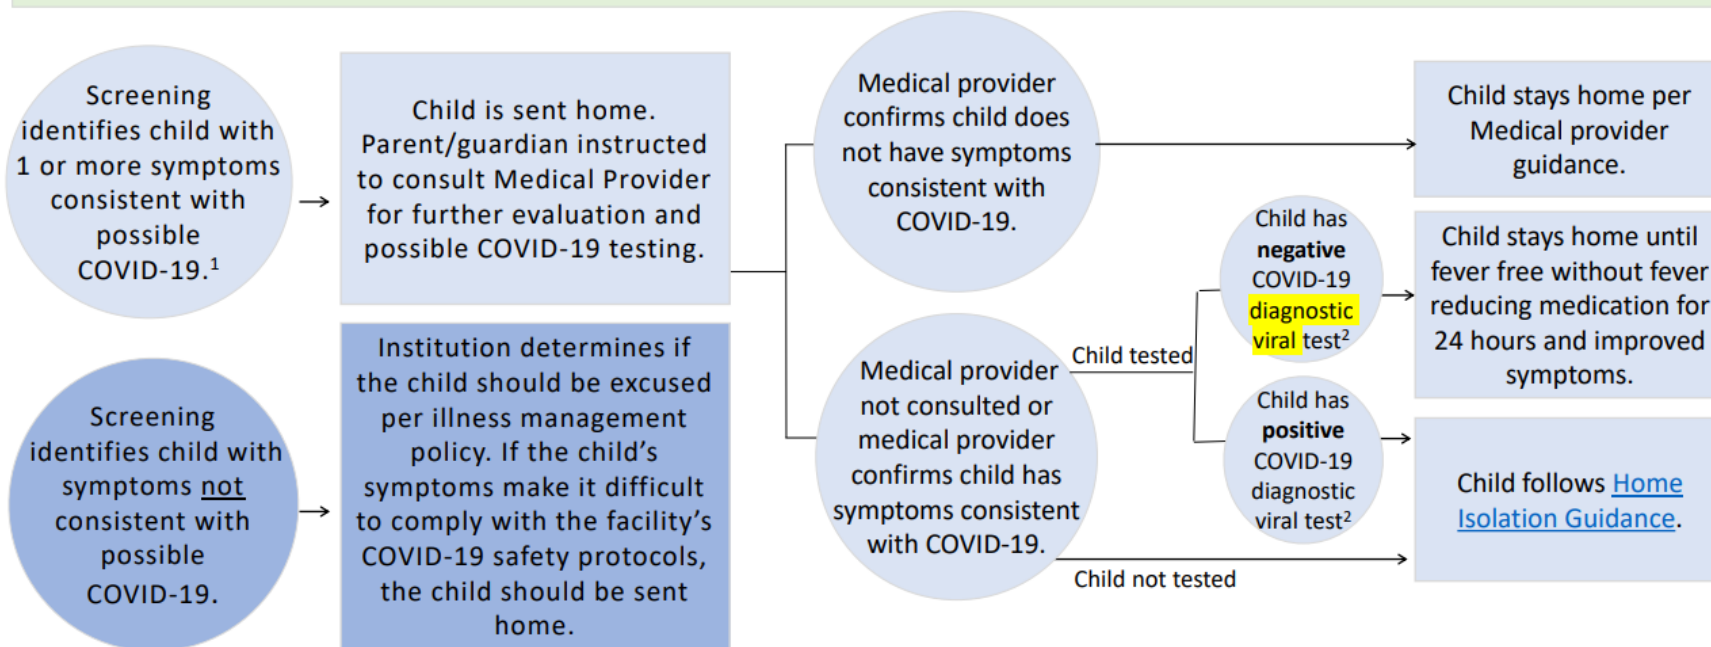 Screening
identifies child with
1 or more symptoms
consistent with
possible
COVID-19.¹
Child is sent home.
Parent/guardian instructed
to consult Medical Provider
for further evaluation and
possible COVID-19 testing.
Medical provider
confirms child does
not have symptoms
consistent with
COVID-19.
Child stays home per
Medical provider
guidance.
Screening
identifies child with
symptoms not
consistent with
possible
COVID-19.
Institution determines if
the child should be excused
per illness management
policy. If the child's
symptoms make it difficult
to comply with the facility's
COVID-19 safety protocols,
the child should be sent
home.
Medical provider
not consulted or
medical provider
confirms child has
symptoms consistent
with COVID-19.
Child tested
Child has
negative
COVID-19
diagnostic
viral test²
Child stays home until
fever free without fever
reducing medication for
24 hours and improved
symptoms.
Child has
positive
COVID-19
diagnostic
viral test²
Child not tested
Child follows Home
Isolation Guidance.